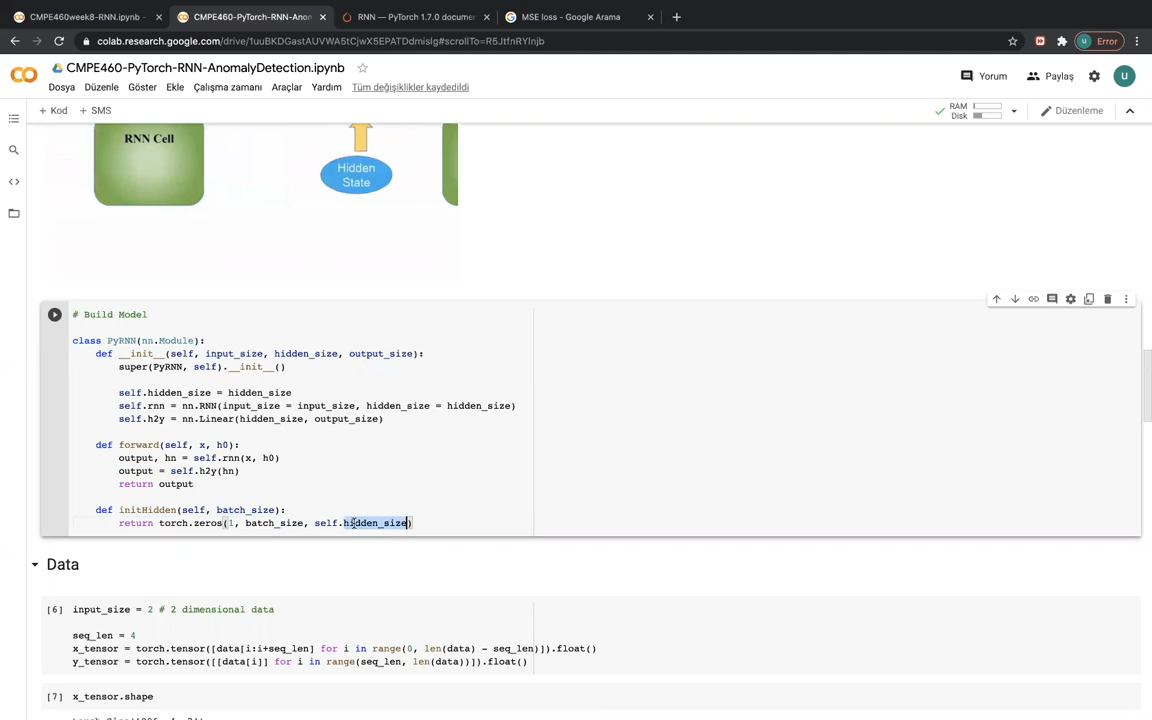 CMPE460week8-RNN.ipynb -
CMPE460-PyTorch-RNN-Anom
RNN — PyTorch 1.7.0 documen
MSE loss - Google Arama
colab.research.google.com/drive/1uuBKDGastAUVWA5tCjwX5EPATDdmislg#scrollTo=R5JtfnRYInjb
Error
CMPE460-PyTorch-RNN-AnomalyDetection.ipynb
Yorum
Paylaş
Dosya Düzenle Göster Ekle Çalışma zamanı Araçlar Yardım Tüm değişiklikler kaydedildi
+ Kod + SMS
RAM
Disk
Düzenleme
RNN Cell
Hidden
State
# Build Model
class PyRNN(nn.Module):
def __init__(self, input_size, hidden_size, output_size):
super(PyRNN, self).__init__()
self.hidden_size = hidden_size
self.rnn = nn.RNN(input_size = input_size, hidden_size = hidden_size)
self.h2y = nn.Linear(hidden_size, output_size)
def forward(self, x, h0):
output, hn = self.rnn(x, h0)
output = self.h2y(hn)
return output
def initHidden(self, batch_size):
return torch.zeros(1, batch_size, self.hidden_size)
Data
[6] input_size = 2 # 2 dimensional data
seq_len = 4
x_tensor = torch.tensor([data[i:i+seq_len] for i in range(0, len(data) - seq_len)]).float()
y_tensor = torch.tensor([[data[i]] for i in range(seq_len, len(data))]).float()
[7] x_tensor.shape